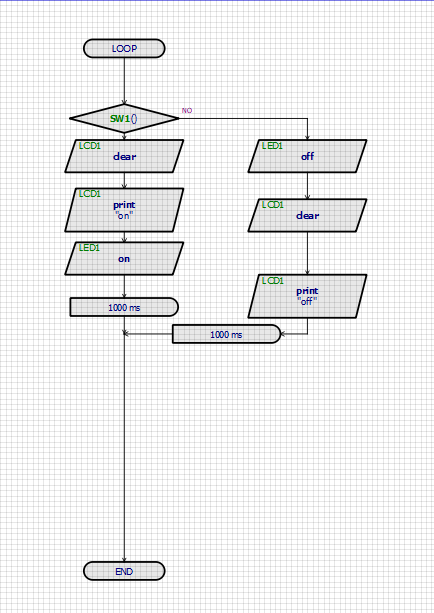 LOOP
SW1()
NO
LCD1
clear
LCD1
print
"on"
LED1
on
1000 ms
LED1
off
LCD1
clear
LCD1
print
"off"
1000 ms
END